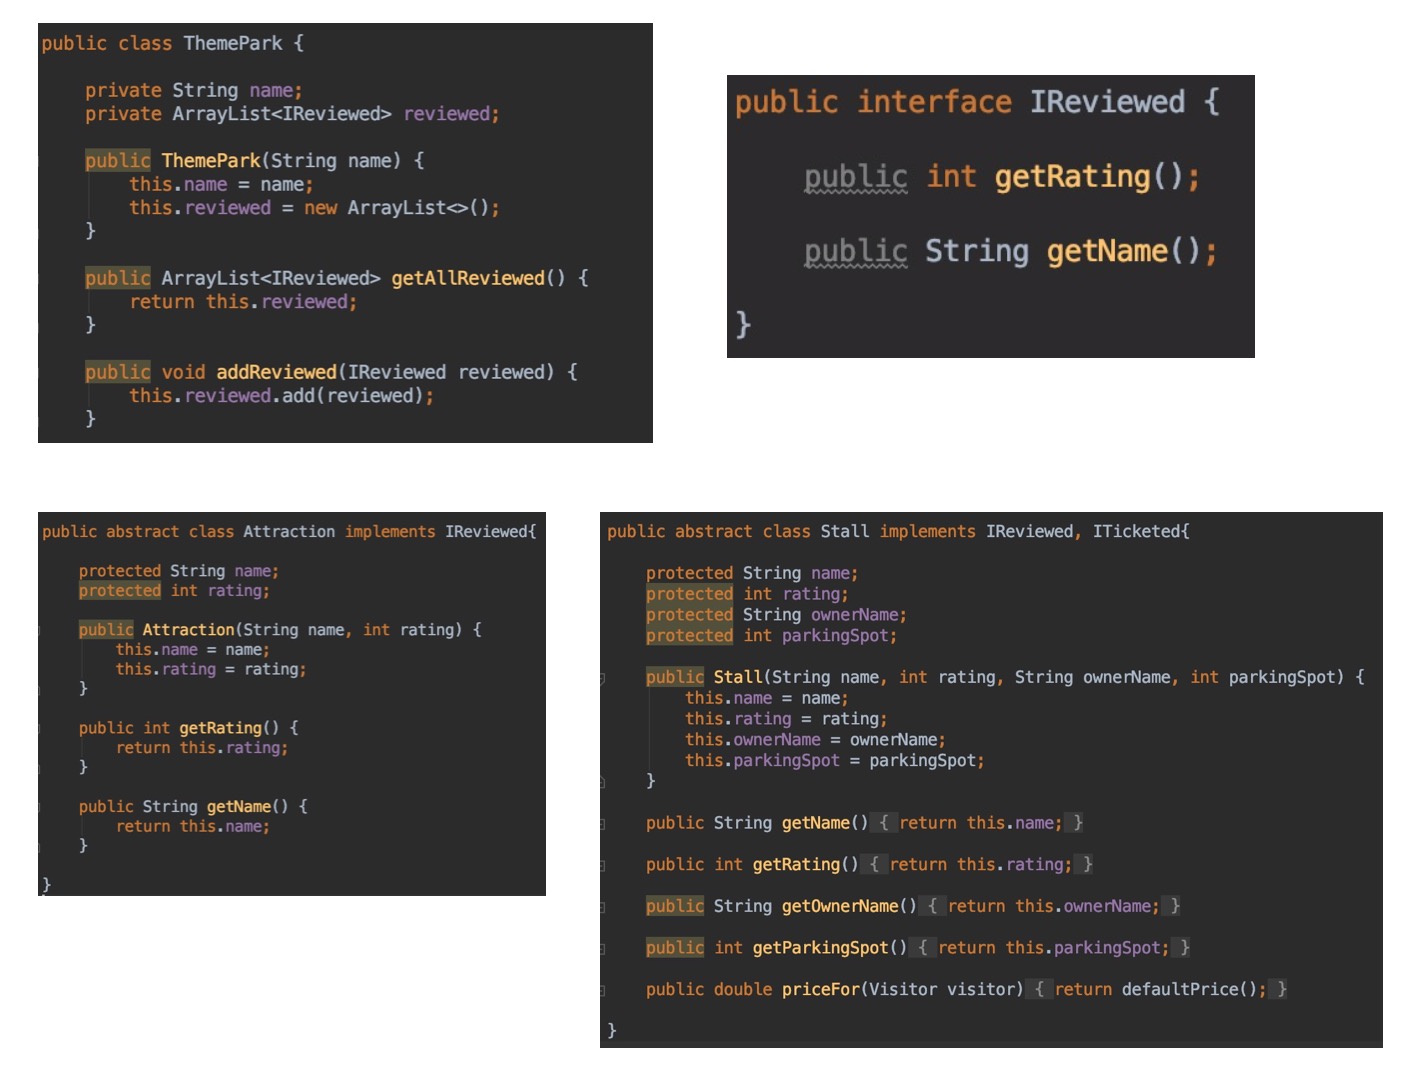 public class ThemePark {
private String name;
private ArrayList<IReviewed> reviewed;
public ThemePark(String name) {
this.name = name;
this.reviewed = new ArrayList<>();
}
public ArrayList<IReviewed> getAllReviewed() {
return this.reviewed;
}
public void addReviewed(IReviewed reviewed) {
this.reviewed.add(reviewed);
}
public interface IReviewed {
public int getRating();
public String getName();
}
public abstract class Attraction implements IReviewed{
protected String name;
protected int rating;
public Attraction(String name, int rating) {
this.name = name;
this.rating = rating;
}
public int getRating() {
return this.rating;
}
public String getName() {
return this.name;
}
}
public abstract class Stall implements IReviewed, ITicketed{
protected String name;
protected int rating;
protected String ownerName;
protected int parkingSpot;
public Stall(String name, int rating, String ownerName, int parkingSpot) {
this.name = name;
this.rating = rating;
this.ownerName = ownerName;
this.parkingSpot = parkingSpot;
}
public String getName() { return this.name; }
public int getRating() { return this.rating; }
public String getOwnerName() { return this.ownerName; }
public int getParkingSpot() { return this.parkingSpot; }
public double priceFor(Visitor visitor) { return defaultPrice(); }
}